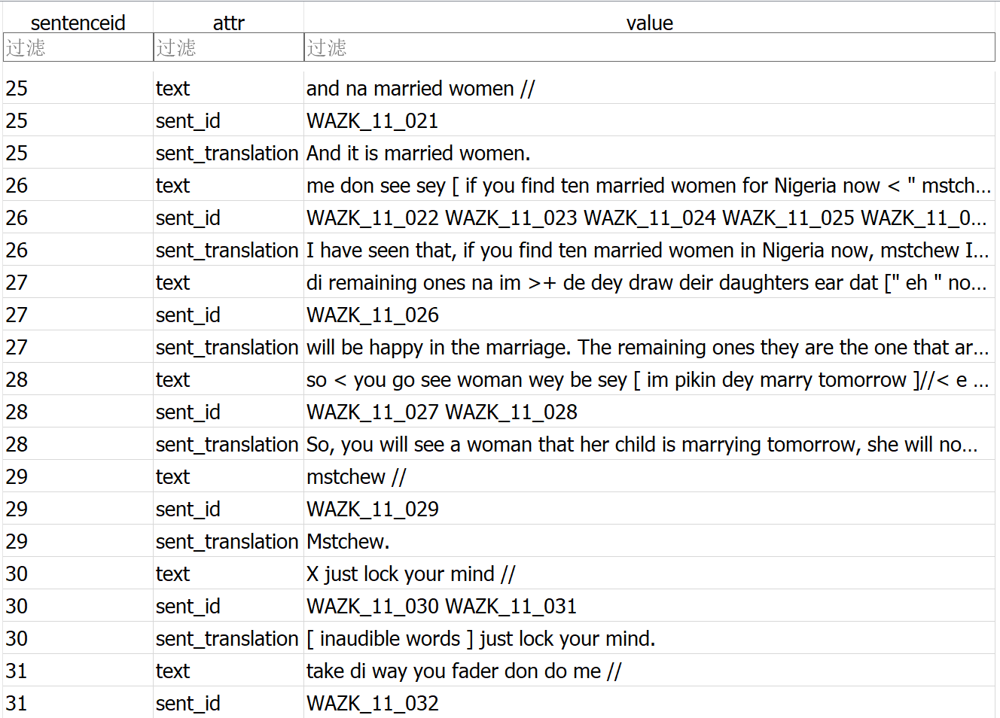 sentenceid attr value
过滤 过滤 过滤
25 text and na married women //
25 sent_id WAZK_11_021
25 sent_translation And it is married women.
26 text me don see sey [ if you find ten married women for Nigeria now < " mstch...
26 sent_id WAZK_11_022 WAZK_11_023 WAZK_11_024 WAZK_11_025 WAZK_11_0...
26 sent_translation I have seen that, if you find ten married women in Nigeria now, mstchew I...
27 text di remaining ones na im >+ de dey draw deir daughters ear dat [" eh " no...
27 sent_id WAZK_11_026
27 sent_translation will be happy in the marriage. The remaining ones they are the one that ar...
28 text so < you go see woman wey be sey [ im pikin dey marry tomorrow ]//< e ...
28 sent_id WAZK_11_027 WAZK_11_028
28 sent_translation So, you will see a woman that her child is marrying tomorrow, she will no...
29 text mstchew //
29 sent_id WAZK_11_029
29 sent_translation Mstchew.
30 text X just lock your mind //
30 sent_id WAZK_11_030 WAZK_11_031
30 sent_translation [ inaudible words ] just lock your mind.
31 text take di way you fader don do me //
31 sent_id WAZK_11_032